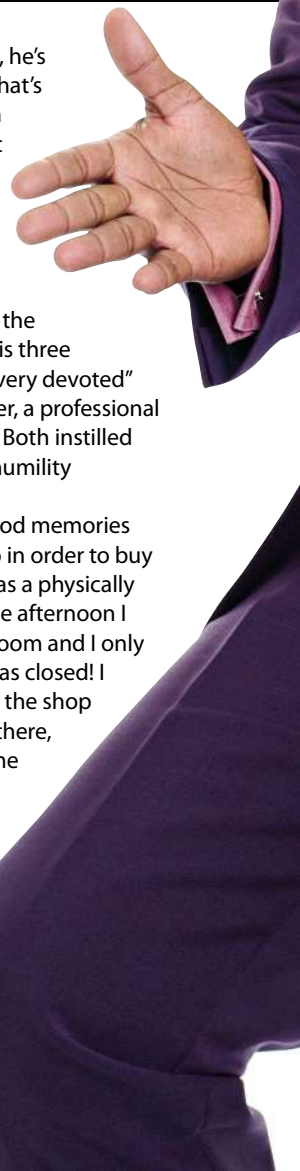 , he's
hat's
the
is three
very devoted"
er, a professional
Both instilled
humility
od memories
o in order to buy
as a physically
e afternoon I
room and I only
as closed! I
the shop
there,
ne